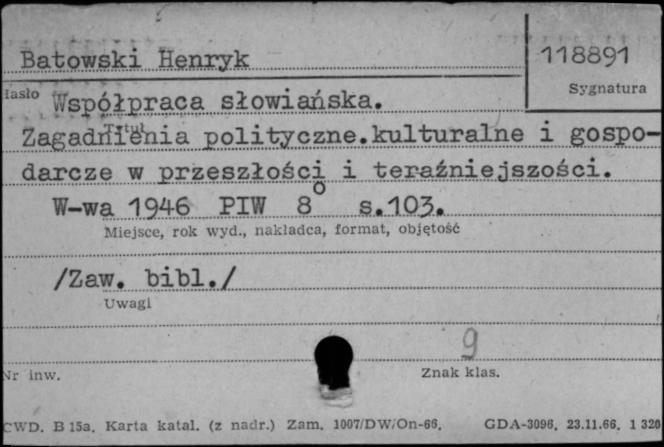 Batowski Henryk
118891
Hasło
Sygnatura
Współpraca słowiańska.
Tytuł
Zagadnienia polityczne.kulturalne i gospo-
darcze w przeszłości i teraźniejszości.
W-wa 1946 PIW 8o s.103.
Miejsce, rok wyd., nakładca, format, objętość
/Zaw. bibl./
Uwagi
9
Nr inw.
Znak klas.
CWD. B 15a. Karta katal. (z nadr.) Zam. 1007/DW/On-66. GDA-3096. 23.11.66. 1 320